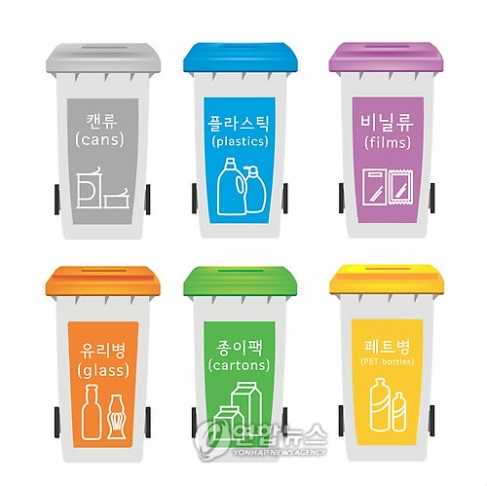 캔류
(cans)
플라스틱
(plastics)
비닐류
(films)
유리병
(glass)
종이팩
(cartons)
페트병
(PET bottles)
연합뉴스
YONHAP NEWS AGENCY